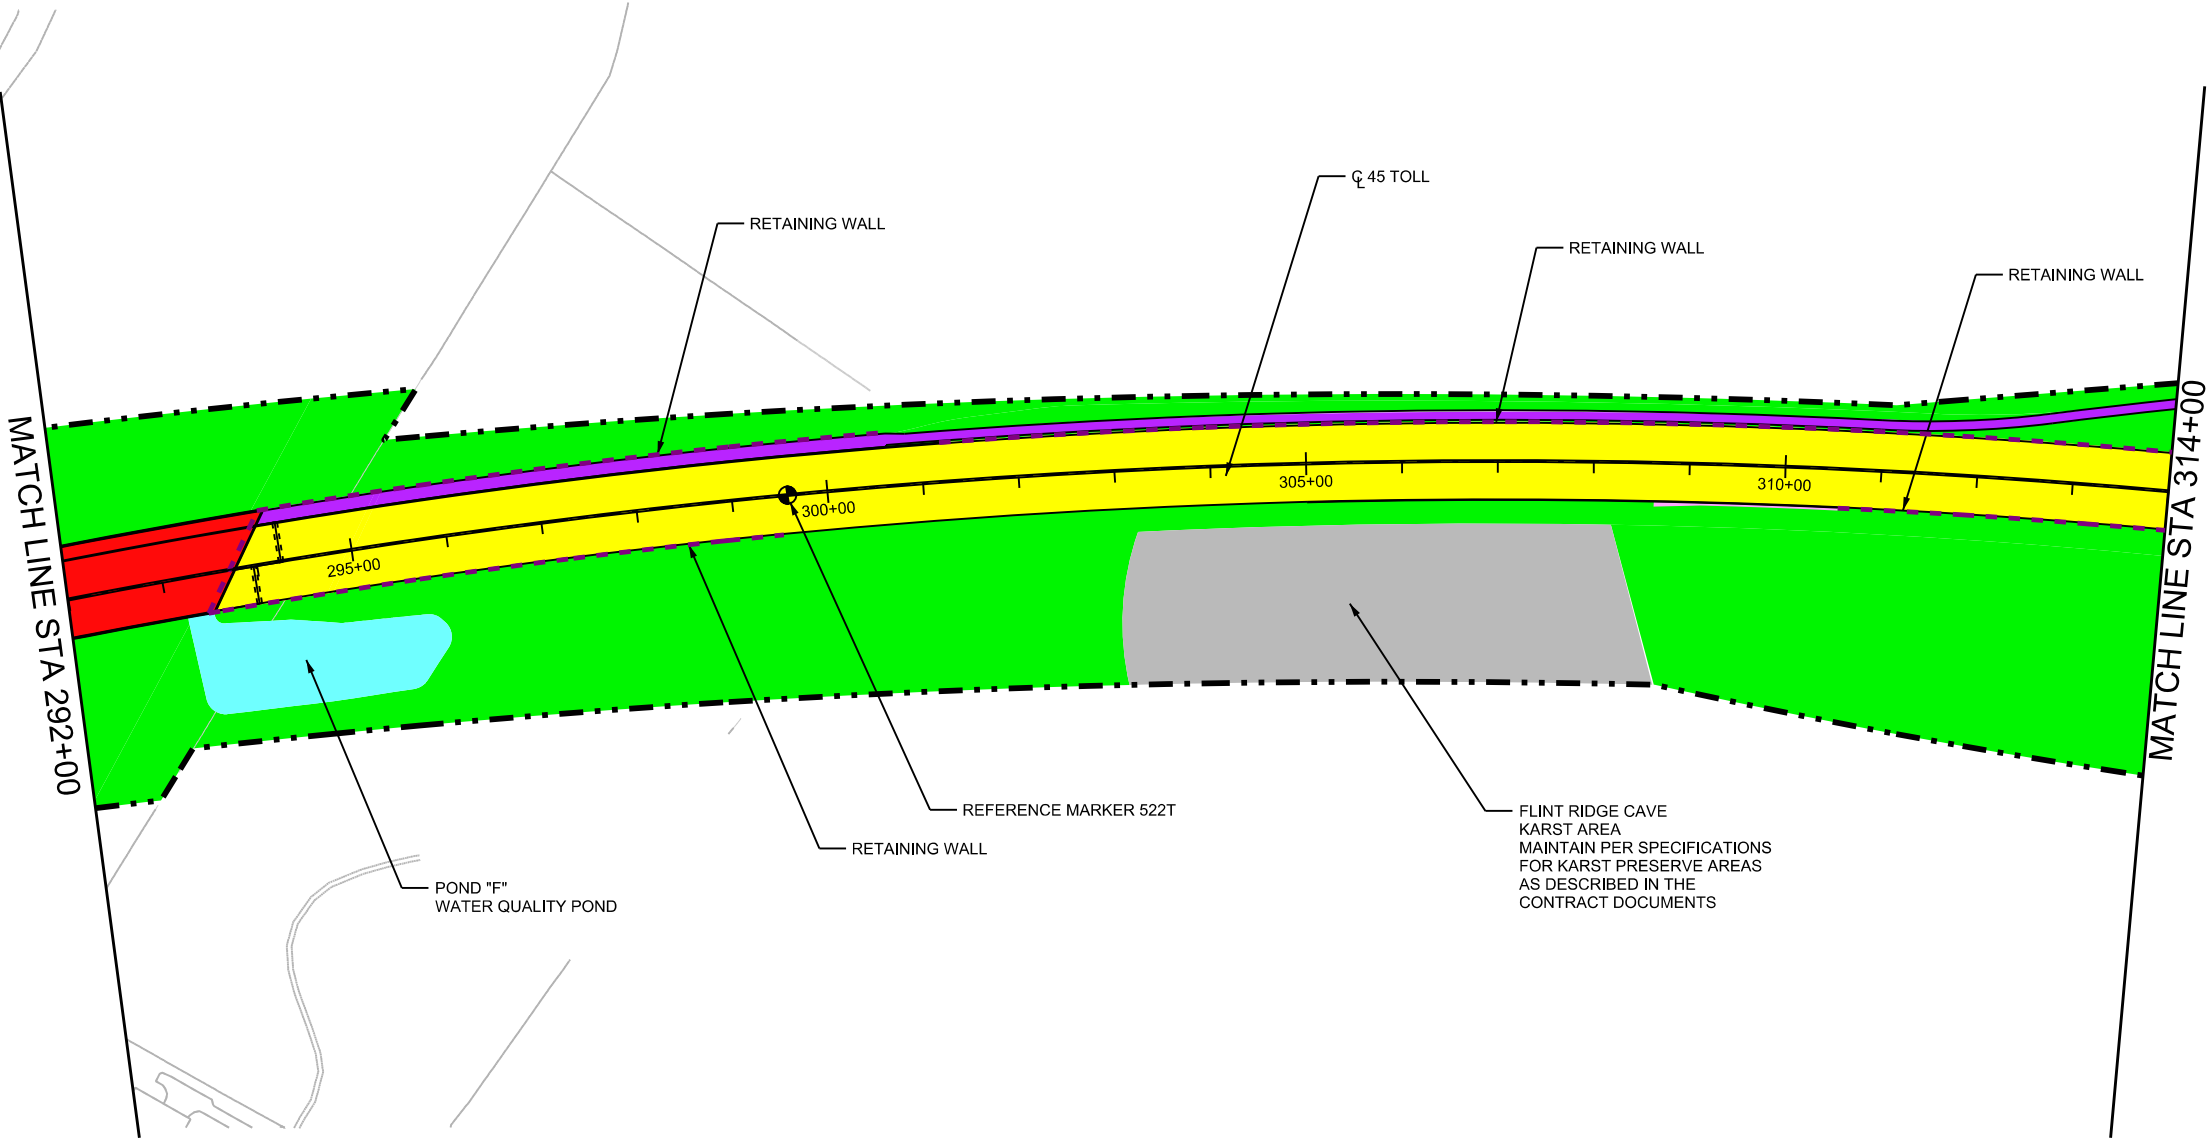 ℄ 45 TOLL
RETAINING WALL
RETAINING WALL
RETAINING WALL
MATCH LINE STA 292+00
295+00
300+00
305+00
310+00
MATCH LINE STA 314+00
REFERENCE MARKER 522T
RETAINING WALL
POND "F"
WATER QUALITY POND
FLINT RIDGE CAVE
KARST AREA
MAINTAIN PER SPECIFICATIONS
FOR KARST PRESERVE AREAS
AS DESCRIBED IN THE
CONTRACT DOCUMENTS